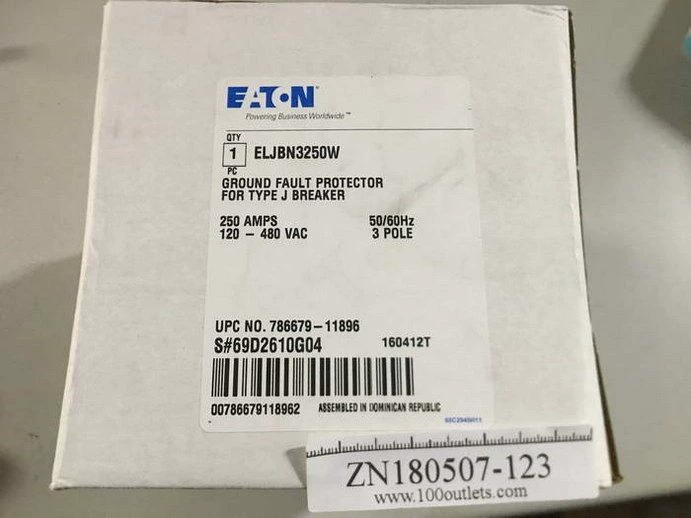 EATON
Powering Business Worldwide™
QTY
1 ELJBN3250W
PC
GROUND FAULT PROTECTOR
FOR TYPE J BREAKER
250 AMPS 50/60Hz
120 - 480 VAC 3 POLE
UPC NO. 786679-11896
S#69D2610G04 160412T
00786679118962 ASSEMBLED IN DOMINICAN REPUBLIC
ZN180507-123
www.100outlets.com